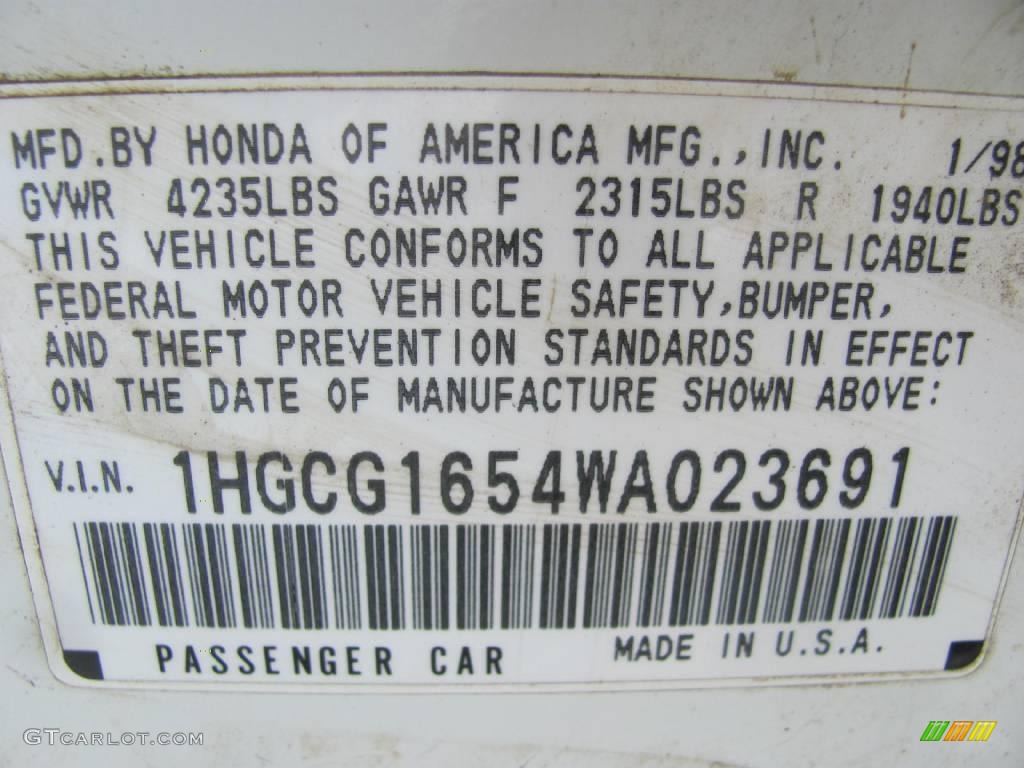 MFD.BY HONDA OF AMERICA MFG.,INC. 1/98
GVWR 4235LBS GAWR F 2315LBS R 1940LBS
THIS VEHICLE CONFORMS TO ALL APPLICABLE
FEDERAL MOTOR VEHICLE SAFETY,BUMPER,
AND THEFT PREVENTION STANDARDS IN EFFECT
ON THE DATE OF MANUFACTURE SHOWN ABOVE:
V.I.N. 1HGCG1654WA023691
PASSENGER CAR MADE IN U.S.A.
GTCARLOT.COM